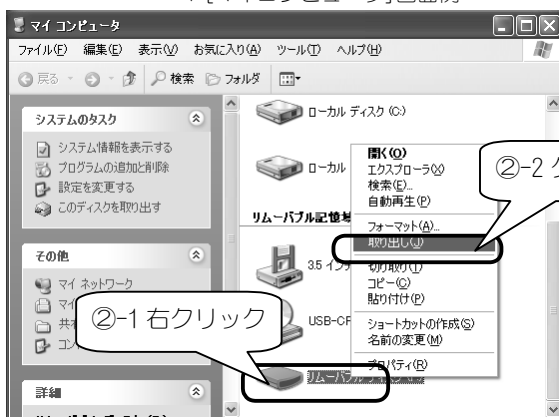 マイ コンピュータ
ファイル(F) 編集(E) 表示(V) お気に入り(A) ツール(T) ヘルプ(H)
戻る 検索 フォルダ
システムのタスク
システム情報を表示する
プログラムの追加と削除
設定を変更する
このディスクを取り出す
その他
マイ ネットワーク
詳細
ローカル ディスク (C:)
ローカル
リムーバブル記憶域
3.5 インチ
開く(O)
エクスプローラ(X)
検索(E)...
自動再生(P)
フォーマット(A)...
取り出し(J)
切り取り(T)
コピー(C)
貼り付け(P)
ショートカットの作成(S)
名前の変更(M)
プロパティ(R)
②-1 右クリック
②-2